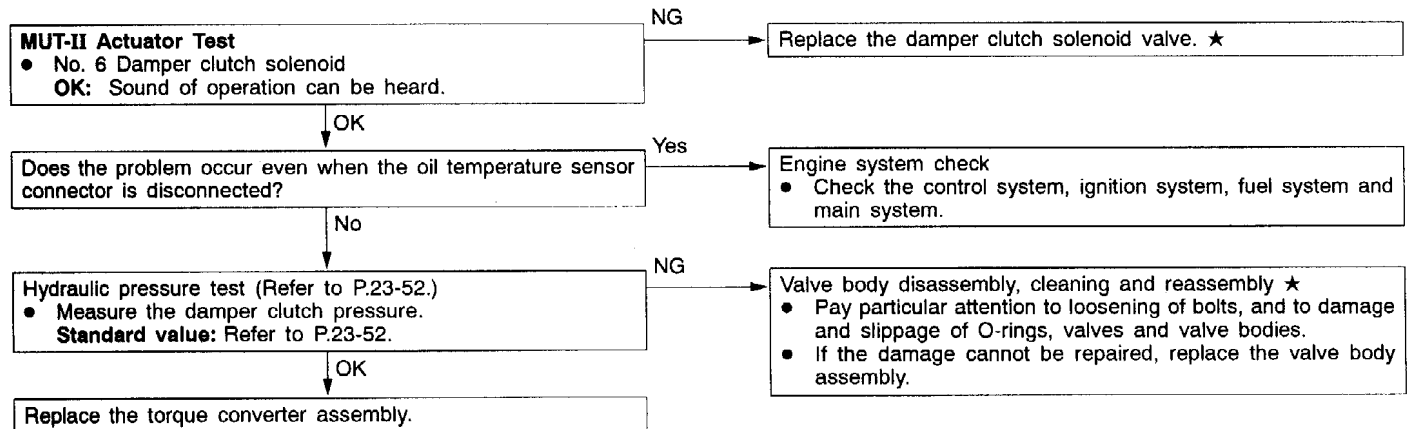 MUT-II Actuator Test
● No. 6 Damper clutch solenoid
OK: Sound of operation can be heard.
NG
Replace the damper clutch solenoid valve. ★
OK
Does the problem occur even when the oil temperature sensor
connector is disconnected?
Yes
Engine system check
● Check the control system, ignition system, fuel system and
main system.
No
Hydraulic pressure test (Refer to P.23-52.)
● Measure the damper clutch pressure.
Standard value: Refer to P.23-52.
NG
Valve body disassembly, cleaning and reassembly ★
● Pay particular attention to loosening of bolts, and to damage
and slippage of O-rings, valves and valve bodies.
● If the damage cannot be repaired, replace the valve body
assembly.
OK
Replace the torque converter assembly.